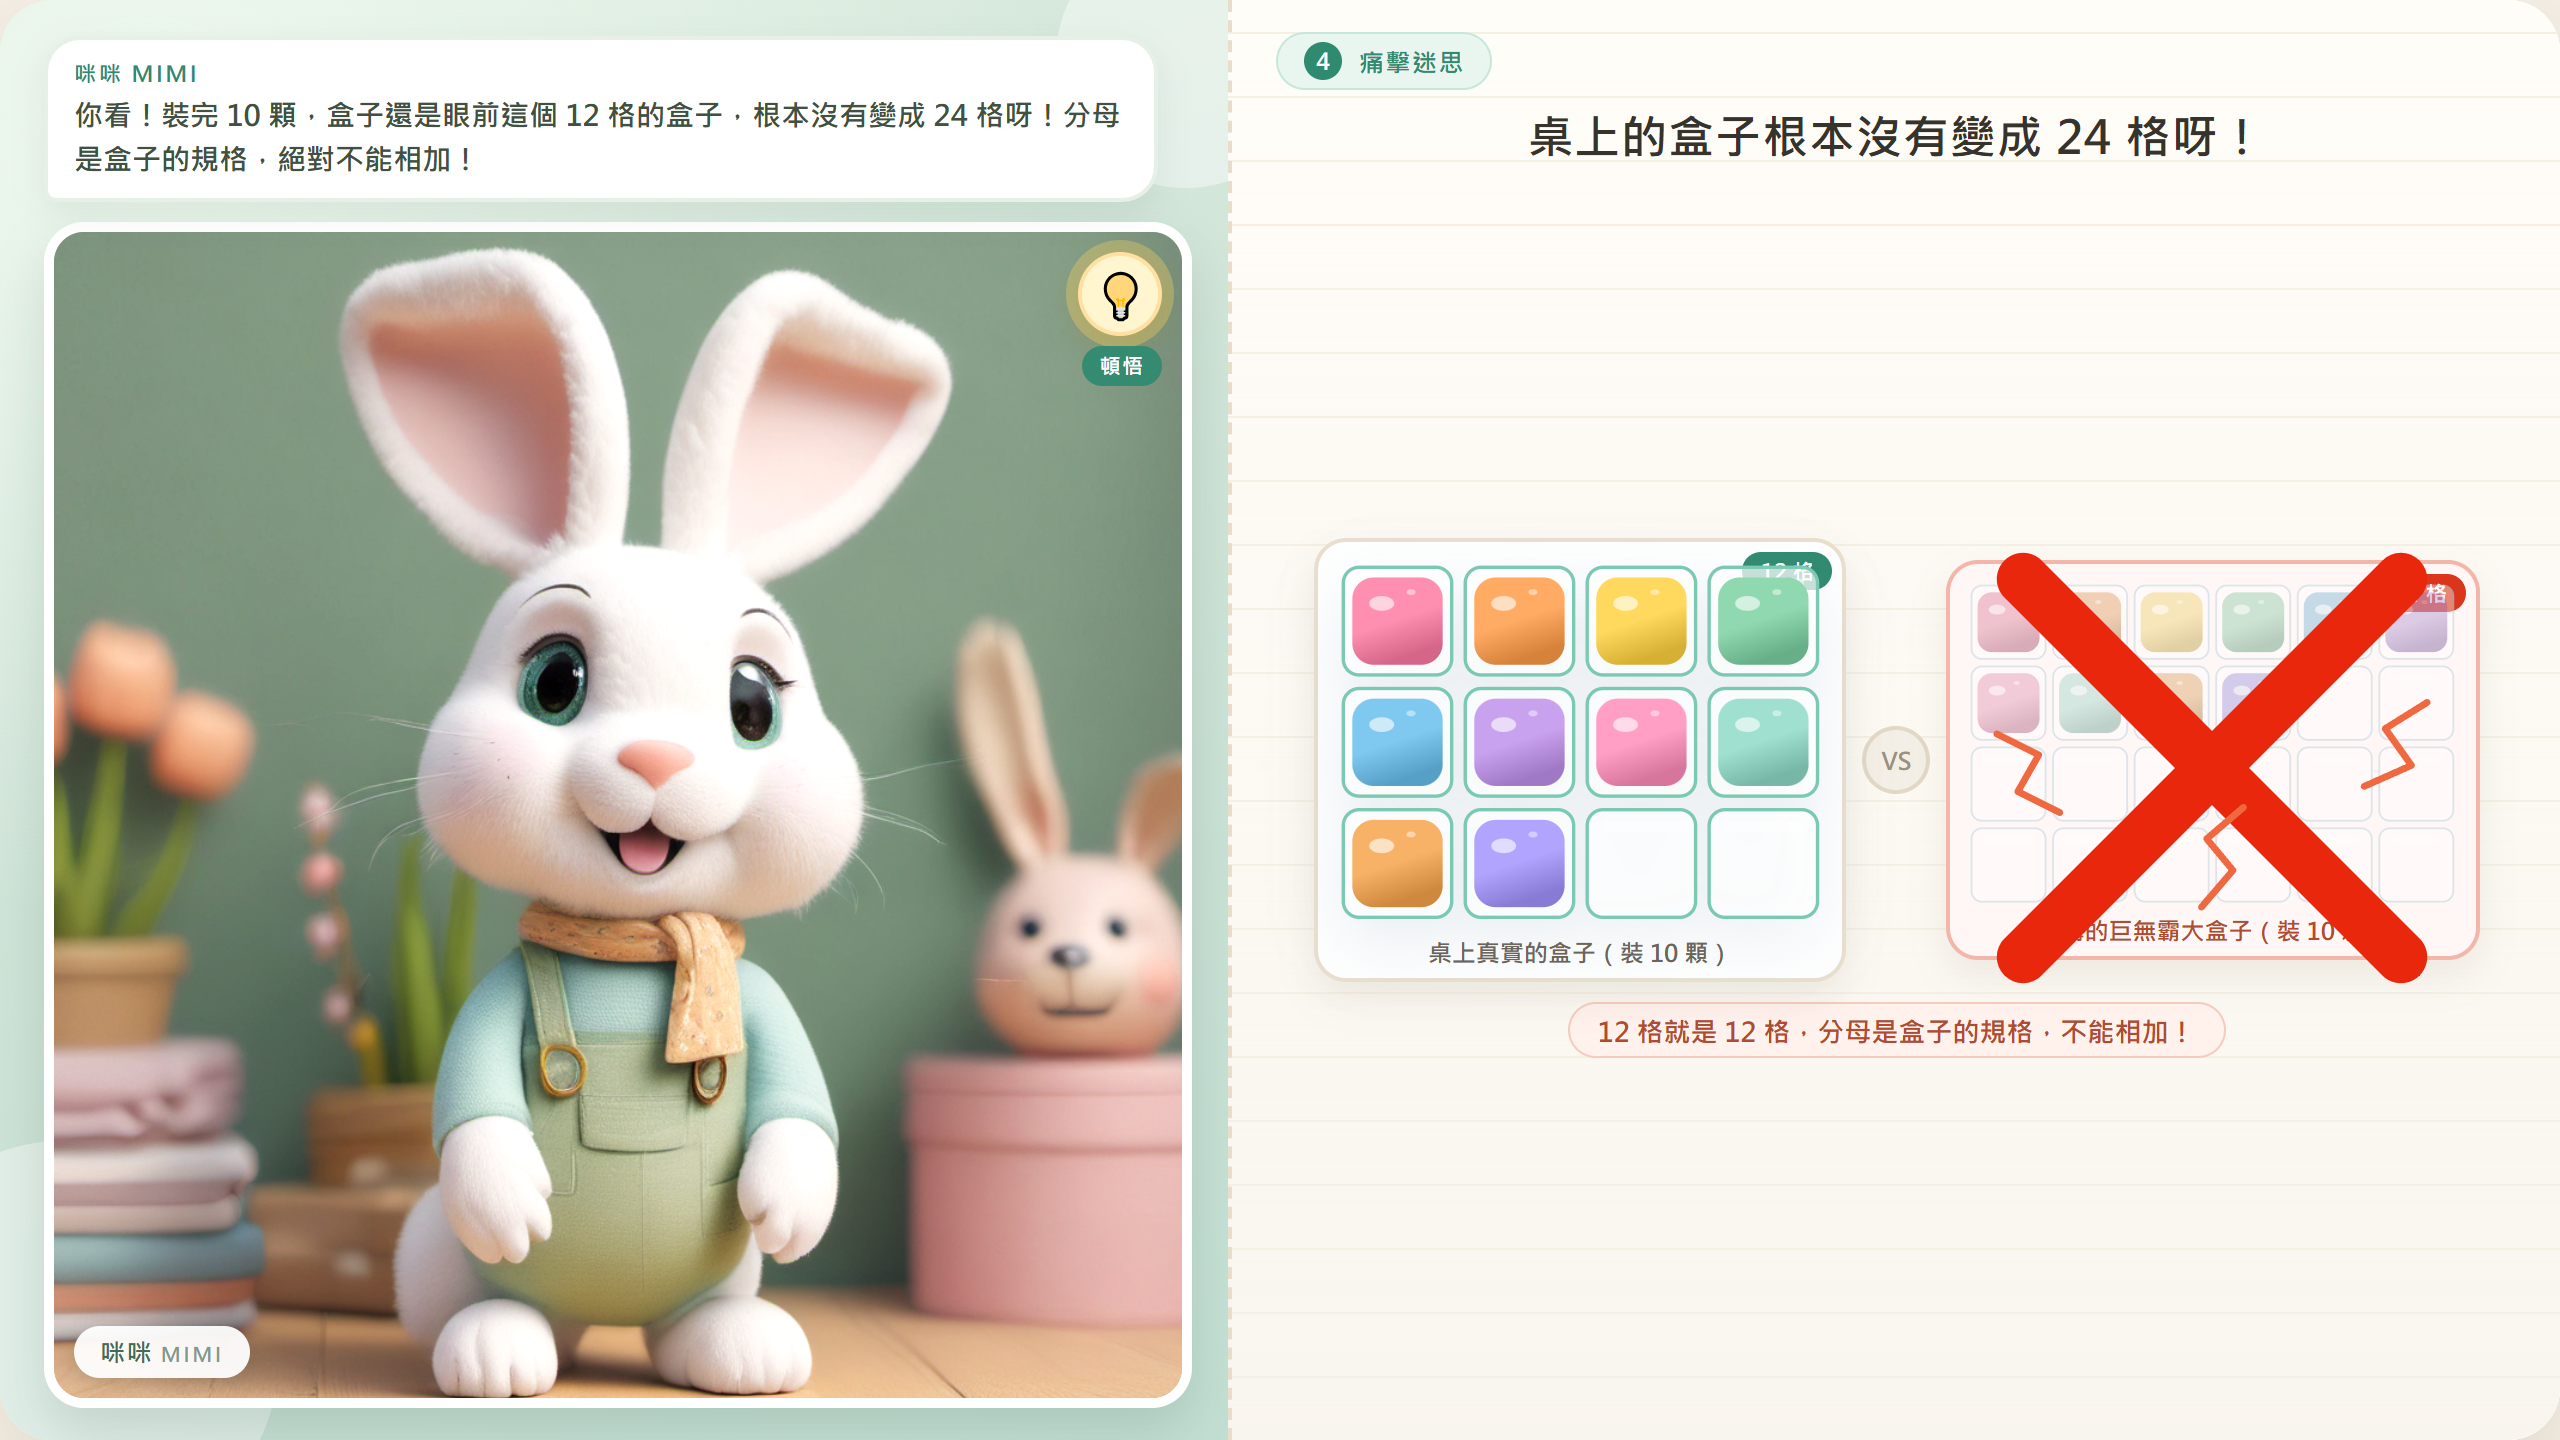 咪咪 MIMI
你看！裝完 10 顆，盒子還是眼前這個 12 格的盒子，根本沒有變成 24 格呀！分母
是盒子的規格，絕對不能相加！
頓悟
咪咪 MIMI
4 痛擊迷思
桌上的盒子根本沒有變成 24 格呀！
12 格
桌上真實的盒子（裝 10 顆）
VS
格
的巨無霸大盒子（裝 10
12 格就是 12 格，分母是盒子的規格，不能相加！